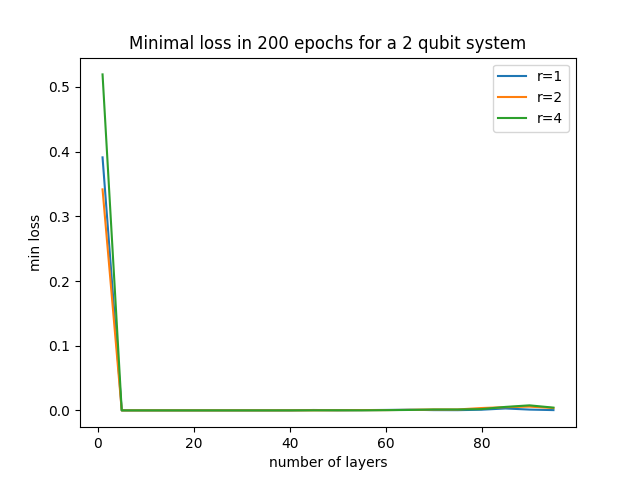 Minimal loss in 200 epochs for a 2 qubit system
r=1
r=2
r=4
0.5
0.4
0.3
0.2
0.1
0.0
min loss
0 20 40 60 80
number of layers